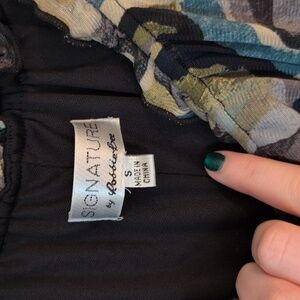 SIGNATURE
by Robbie Bee
S
MADE IN
CHINA